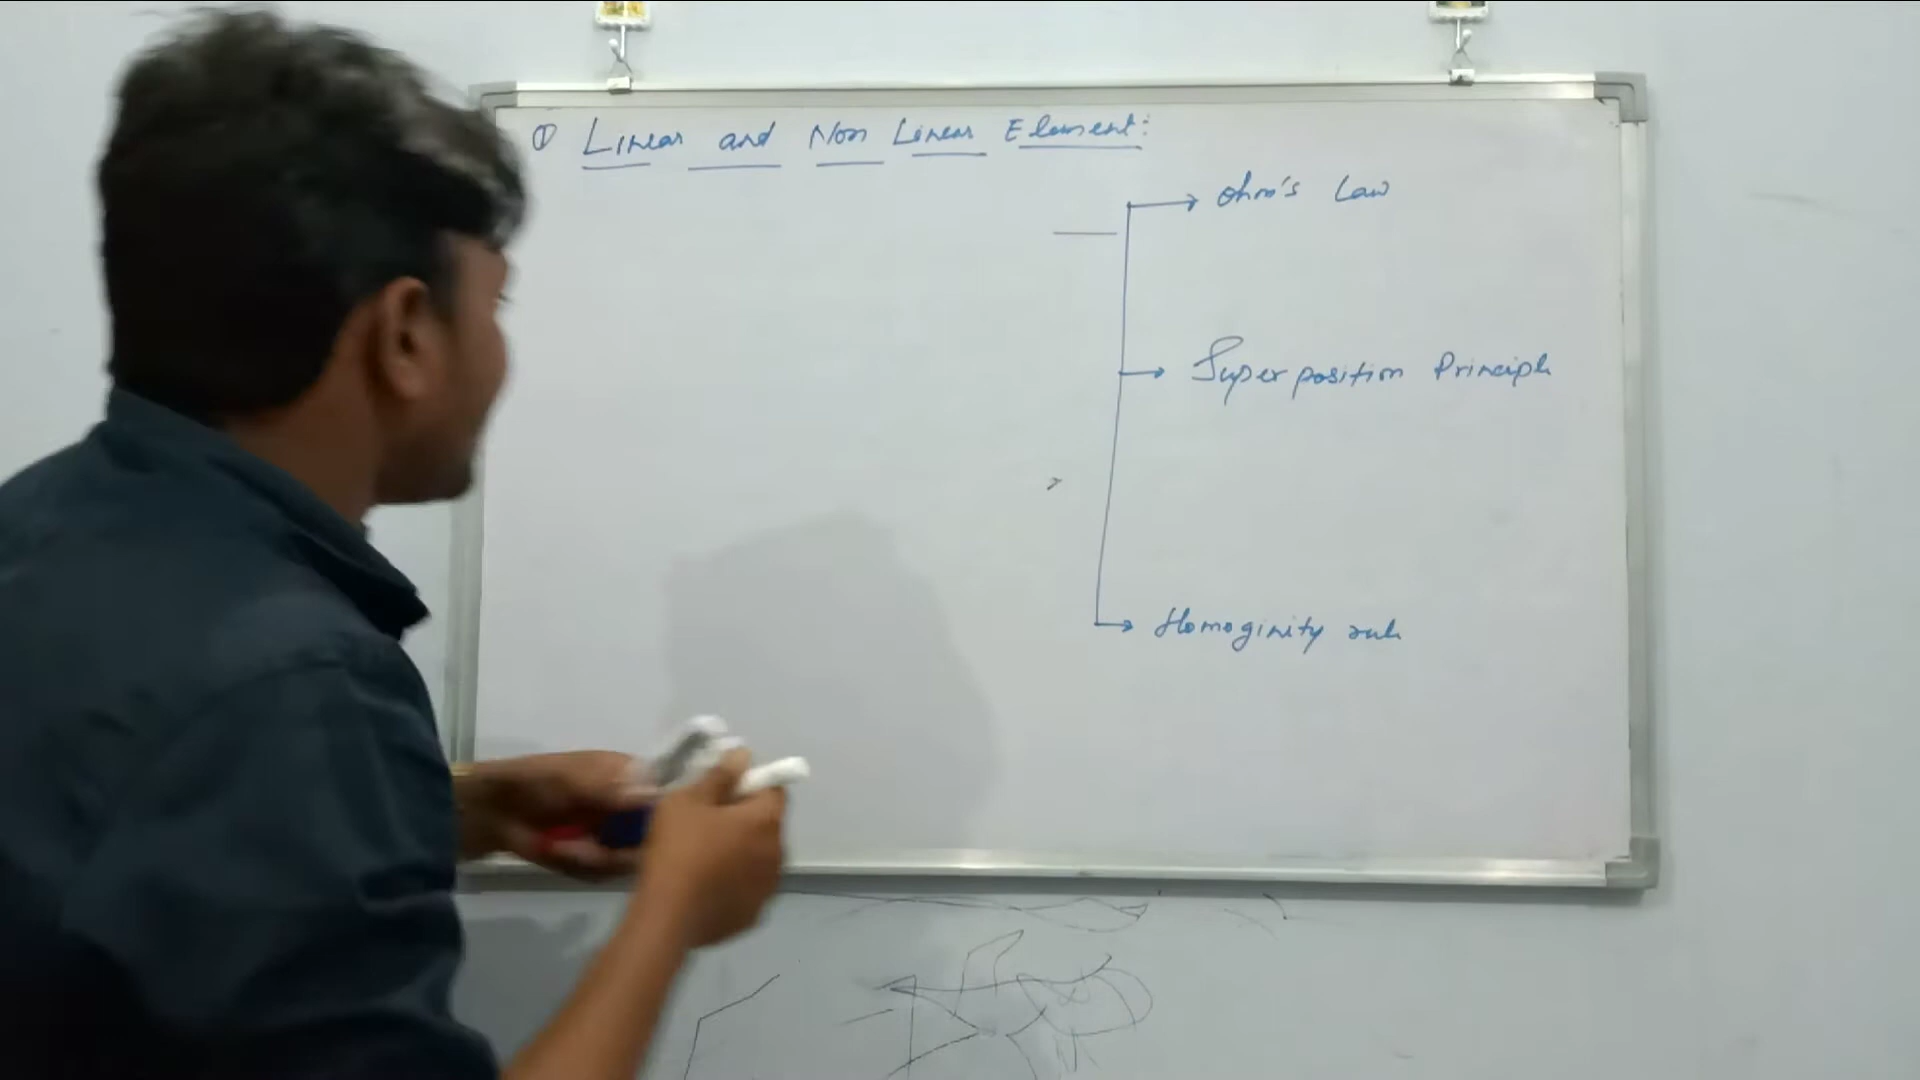 ① Linear and Non Linear Element:
ohm's Law
Superposition Principle
Homoginity rule